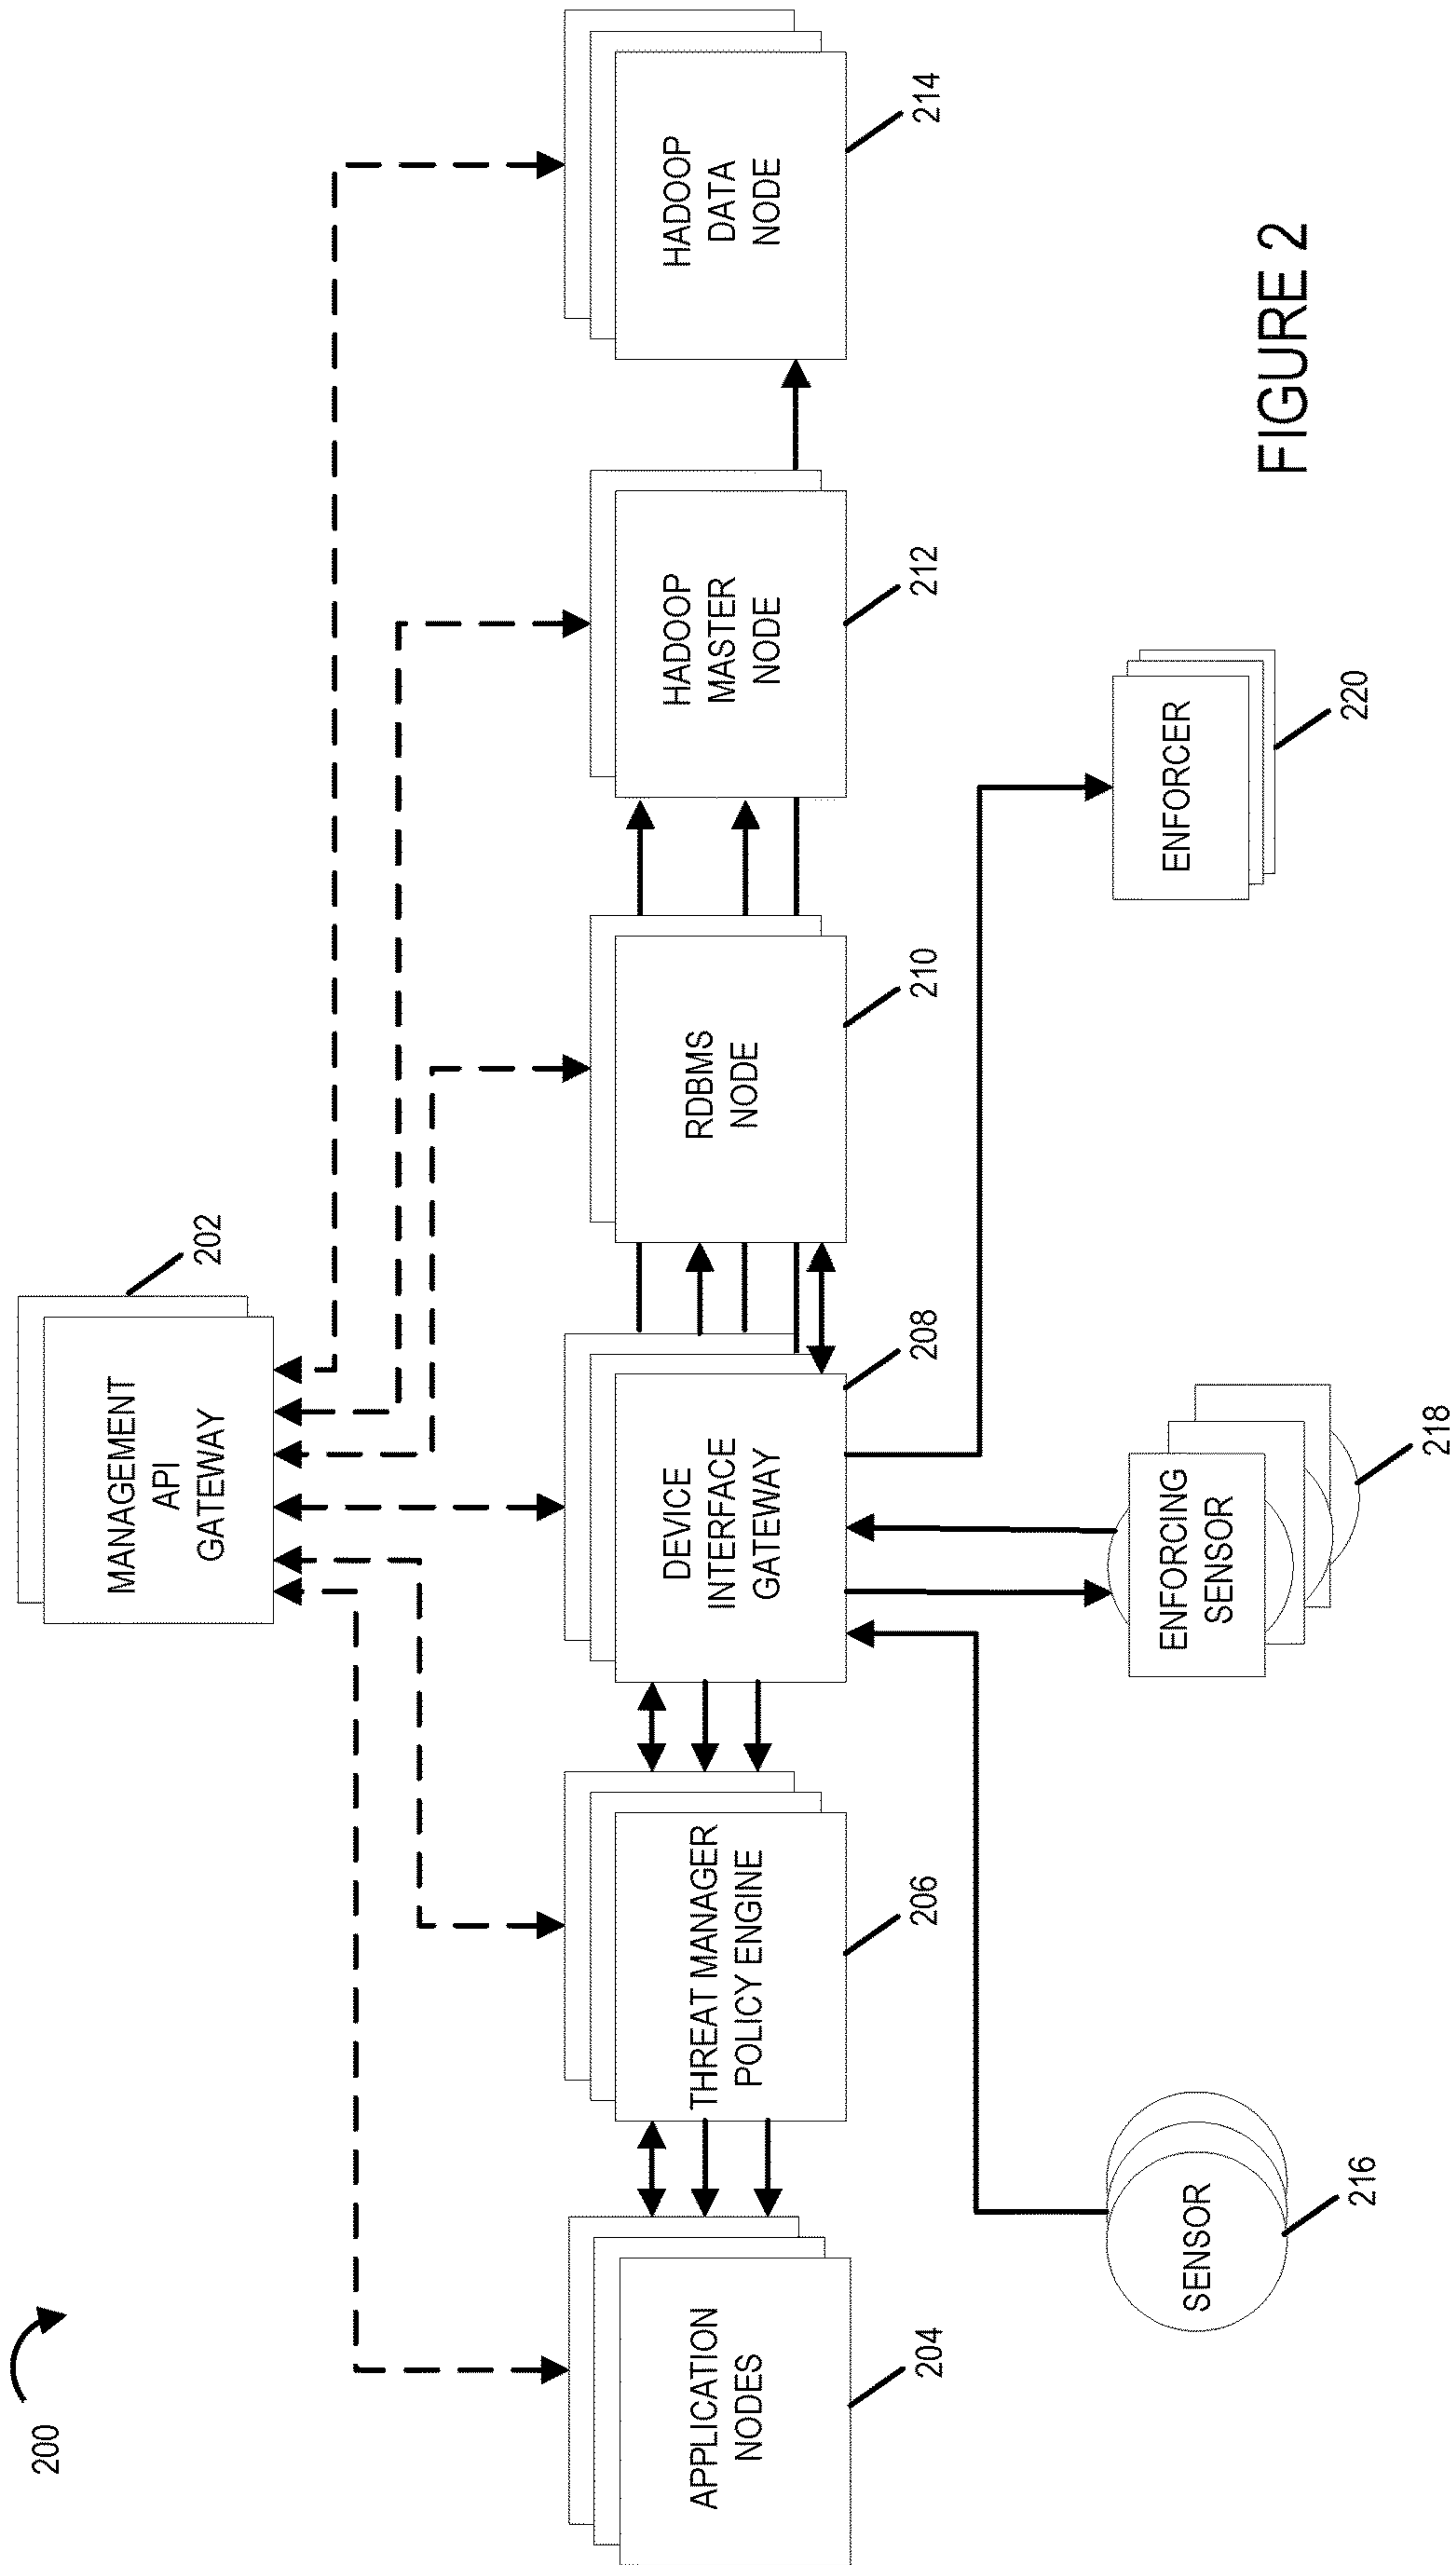 200
MANAGEMENT
API
GATEWAY
202
APPLICATION
NODES
204
THREAT MANAGER
POLICY ENGINE
206
DEVICE
INTERFACE
GATEWAY
208
RDBMS
NODE
210
HADOOP
MASTER
NODE
212
HADOOP
DATA
NODE
214
SENSOR
216
ENFORCING
SENSOR
218
ENFORCER
220
FIGURE 2